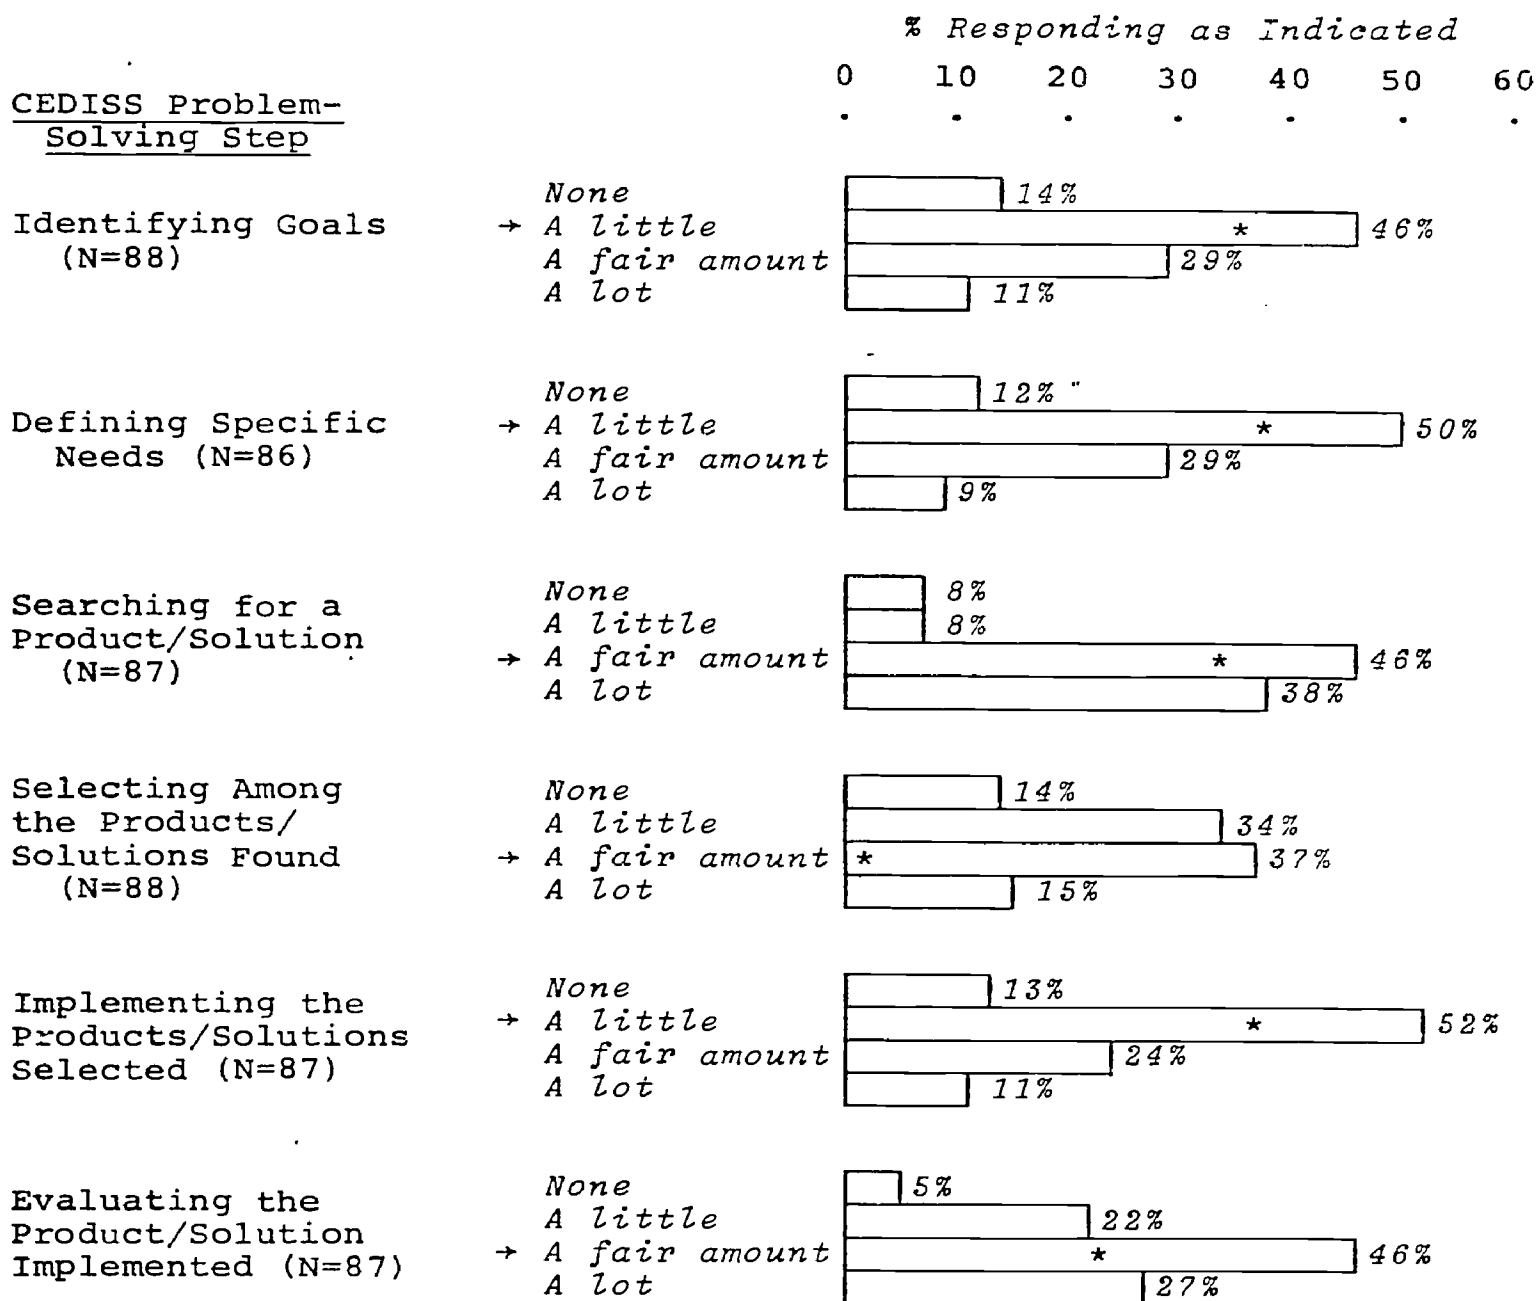 % Responding as Indicated
0 10 20 30 40 50 60
CEDISS Problem-
Solving Step
Identifying Goals
(N=88)
None 14%
→ A little * 46%
A fair amount 29%
A lot 11%
Defining Specific
Needs (N=86)
None 12%
→ A little * 50%
A fair amount 29%
A lot 9%
Searching for a
Product/Solution
(N=87)
None 8%
A little 8%
→ A fair amount * 46%
A lot 38%
Selecting Among
the Products/
Solutions Found
(N=88)
None 14%
A little 34%
→ A fair amount * 37%
A lot 15%
Implementing the
Products/Solutions
Selected (N=87)
None 13%
→ A little * 52%
A fair amount 24%
A lot 11%
Evaluating the
Product/Solution
Implemented (N=87)
None 5%
A little 22%
→ A fair amount * 46%
A lot 27%